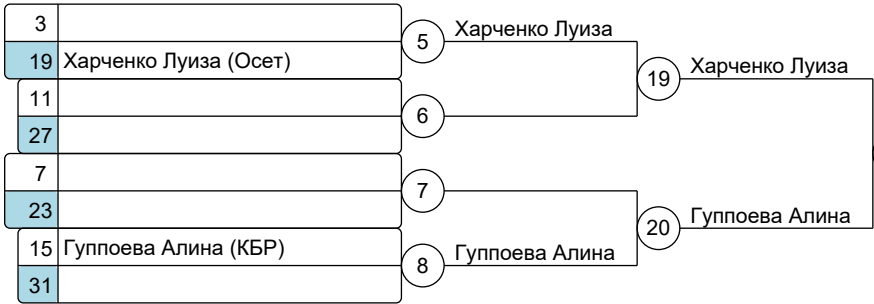 3
5 Харченко Луиза
19 Харченко Луиза (Осет)
19 Харченко Луиза
11
6
27
7
7
23
20 Гуппоева Алина
15 Гуппоева Алина (КБР)
8 Гуппоева Алина
31